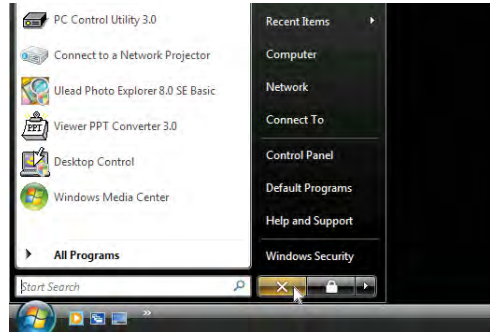 PC Control Utility 3.0
Connect to a Network Projector
Ulead Photo Explorer 8.0 SE Basic
PPT
Viewer PPT Converter 3.0
Desktop Control
Windows Media Center
All Programs
Start Search
Recent Items
Computer
Network
Connect To
Control Panel
Default Programs
Help and Support
Windows Security